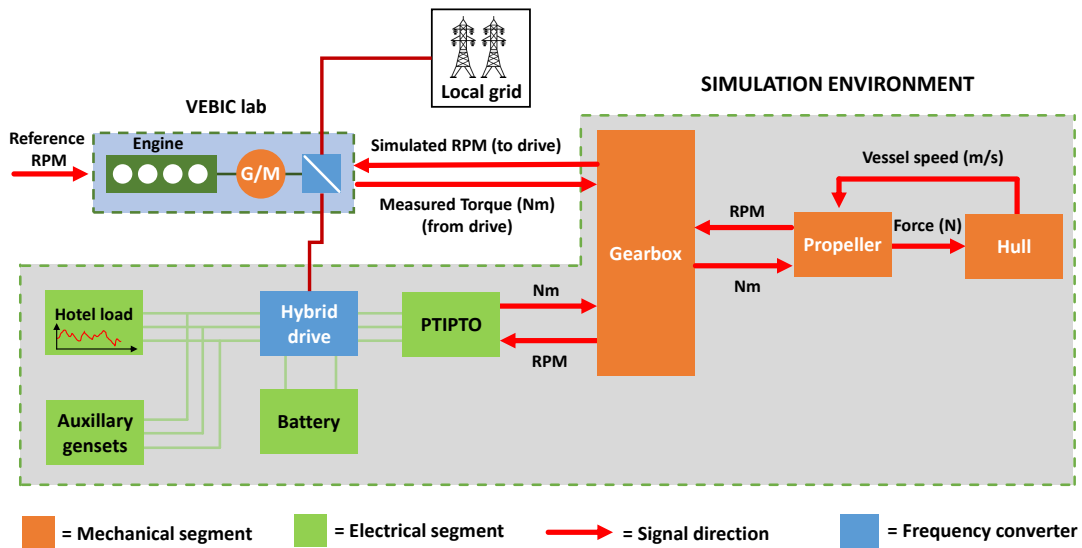 Local grid
SIMULATION ENVIRONMENT
VEBIC lab
Reference
RPM
Engine
G/M
Simulated RPM (to drive)
Measured Torque (Nm)
(from drive)
Vessel speed (m/s)
Gearbox
RPM
Nm
Propeller
Force (N)
Hull
Hotel load
Hybrid
drive
PTIPTO
Nm
RPM
Auxillary
gensets
Battery
= Mechanical segment
= Electrical segment
= Signal direction
= Frequency converter